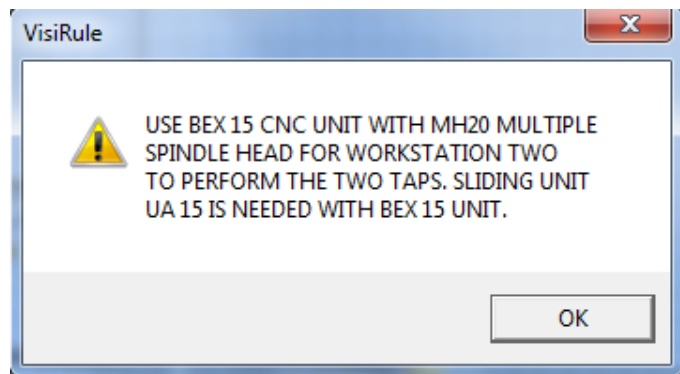 VisiRule
USE BEX 15 CNC UNIT WITH MH20 MULTIPLE
SPINDLE HEAD FOR WORKSTATION TWO
TO PERFORM THE TWO TAPS. SLIDING UNIT
UA 15 IS NEEDED WITH BEX 15 UNIT.
OK